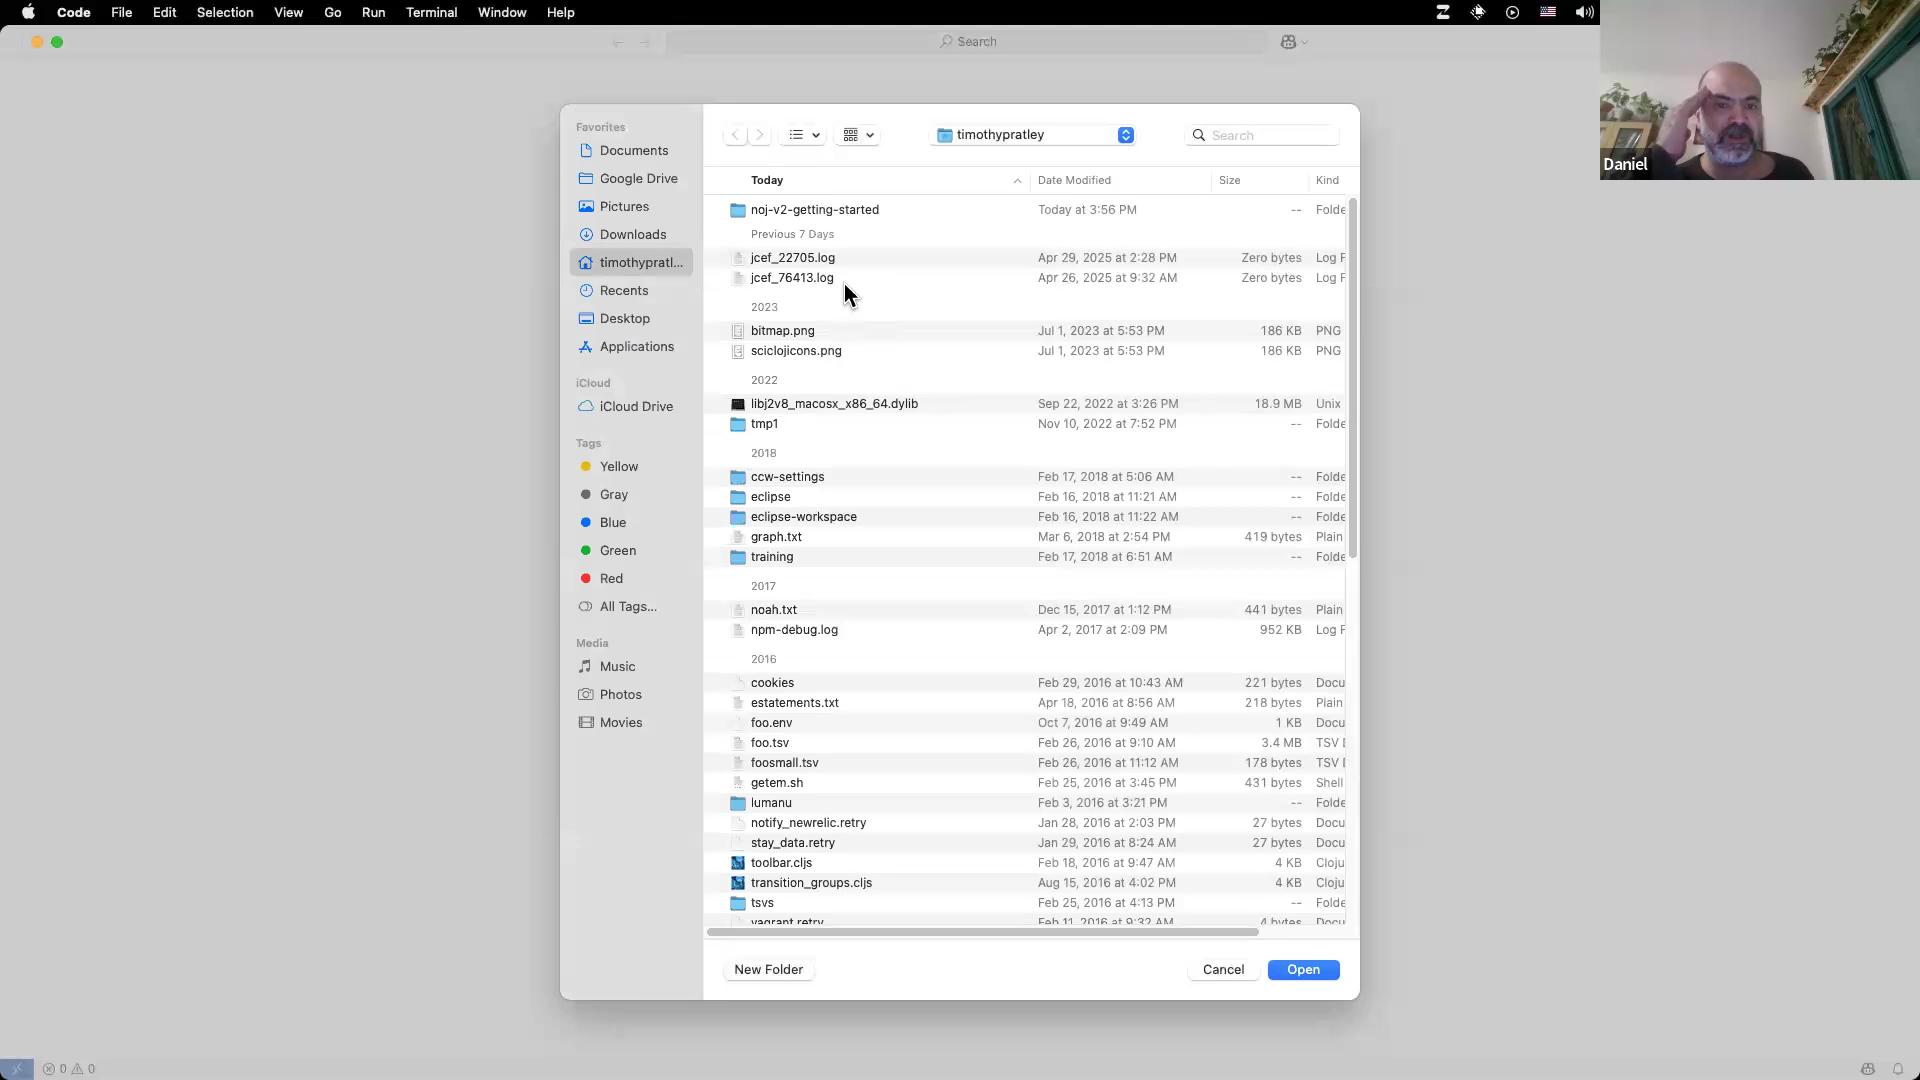 Code File Edit Selection View Go Run Terminal Window Help
Search
Daniel
Favorites
Documents
Google Drive
Pictures
Downloads
timothypratl...
Recents
Desktop
Applications
iCloud
iCloud Drive
Tags
Yellow
Gray
Blue
Green
Red
All Tags...
Media
Music
Photos
Movies
timothypratley
Search
Today Date Modified Size Kind
noj-v2-getting-started Today at 3:56 PM -- Folde
Previous 7 Days
jcef_22705.log Apr 29, 2025 at 2:28 PM Zero bytes Log F
jcef_76413.log Apr 26, 2025 at 9:32 AM Zero bytes Log F
2023
bitmap.png Jul 1, 2023 at 5:53 PM 186 KB PNG
sciclojicons.png Jul 1, 2023 at 5:53 PM 186 KB PNG
2022
libj2v8_macosx_x86_64.dylib Sep 22, 2022 at 3:26 PM 18.9 MB Unix
tmp1 Nov 10, 2022 at 7:52 PM -- Folde
2018
ccw-settings Feb 17, 2018 at 5:06 AM -- Folde
eclipse Feb 16, 2018 at 11:21 AM -- Folde
eclipse-workspace Feb 16, 2018 at 11:22 AM -- Folde
graph.txt Mar 6, 2018 at 2:54 PM 419 bytes Plain
training Feb 17, 2018 at 6:51 AM -- Folde
2017
noah.txt Dec 15, 2017 at 1:12 PM 441 bytes Plain
npm-debug.log Apr 2, 2017 at 2:09 PM 952 KB Log F
2016
cookies Feb 29, 2016 at 10:43 AM 221 bytes Docu
estatements.txt Apr 18, 2016 at 8:56 AM 218 bytes Plain
foo.env Oct 7, 2016 at 9:49 AM 1 KB Docu
foo.tsv Feb 26, 2016 at 9:10 AM 3.4 MB TSV
foosmall.tsv Feb 26, 2016 at 11:12 AM 178 bytes TSV
getem.sh Feb 25, 2016 at 3:45 PM 431 bytes Shell
lumanu Feb 3, 2016 at 3:21 PM -- Folde
notify_newrelic.retry Jan 28, 2016 at 2:03 PM 27 bytes Docu
stay_data.retry Jan 29, 2016 at 8:24 AM 27 bytes Docu
toolbar.cljs Feb 18, 2016 at 9:47 AM 4 KB Cloju
transition_groups.cljs Aug 15, 2016 at 4:02 PM 4 KB Cloju
tsvs Feb 25, 2016 at 4:13 PM -- Folde
vagrant.retry Feb 11, 2016 at 9:32 AM 4 bytes Docu
New Folder Cancel Open
0 0